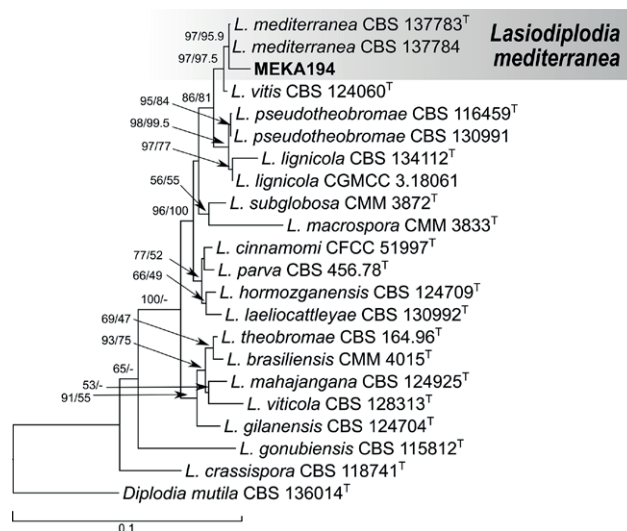 97/95.9
L. mediterranea CBS 137783ᵀ
Lasiodiplodia
mediterranea
97/97.5
L. mediterranea CBS 137784
MEKA194
86/81
L. vitis CBS 124060ᵀ
95/84
L. pseudotheobromae CBS 116459ᵀ
98/99.5
L. pseudotheobromae CBS 130991
97/77
L. lignicola CBS 134112ᵀ
L. lignicola CGMCC 3.18061
56/55
L. subglobosa CMM 3872ᵀ
96/100
L. macrospora CMM 3833ᵀ
L. cinnamomi CFCC 51997ᵀ
77/52
L. parva CBS 456.78ᵀ
66/49
L. hormozganensis CBS 124709ᵀ
100/-
L. laeliocattleyae CBS 130992ᵀ
69/47
L. theobromae CBS 164.96ᵀ
93/75
L. brasiliensis CMM 4015ᵀ
65/-
53/-
L. mahajangana CBS 124925ᵀ
91/55
L. viticola CBS 128313ᵀ
L. gilanensis CBS 124704ᵀ
L. gonubiensis CBS 115812ᵀ
L. crassispora CBS 118741ᵀ
Diplodia mutila CBS 136014ᵀ
0.1